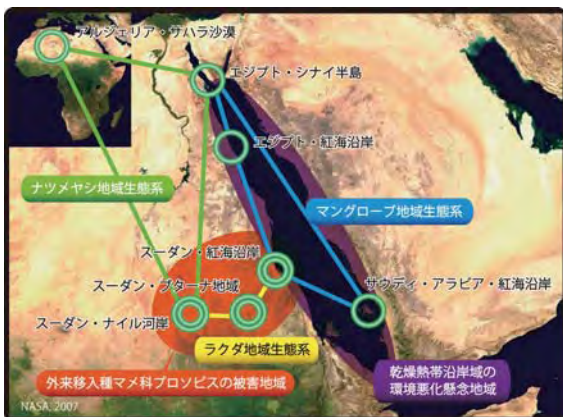 アルジェリア・サハラ沙漠
エジプト・シナイ半島
エジプト・紅海沿岸
ナツメヤシ地域生態系
マングローブ地域生態系
スーダン・紅海沿岸
スーダン・ブターナ地域
サウディ・アラビア・紅海沿岸
スーダン・ナイル河岸
ラクダ地域生態系
外来移入種マメ科プロソピスの被害地域
乾燥熱帯沿岸域の
環境悪化懸念地域
NASA, 2007